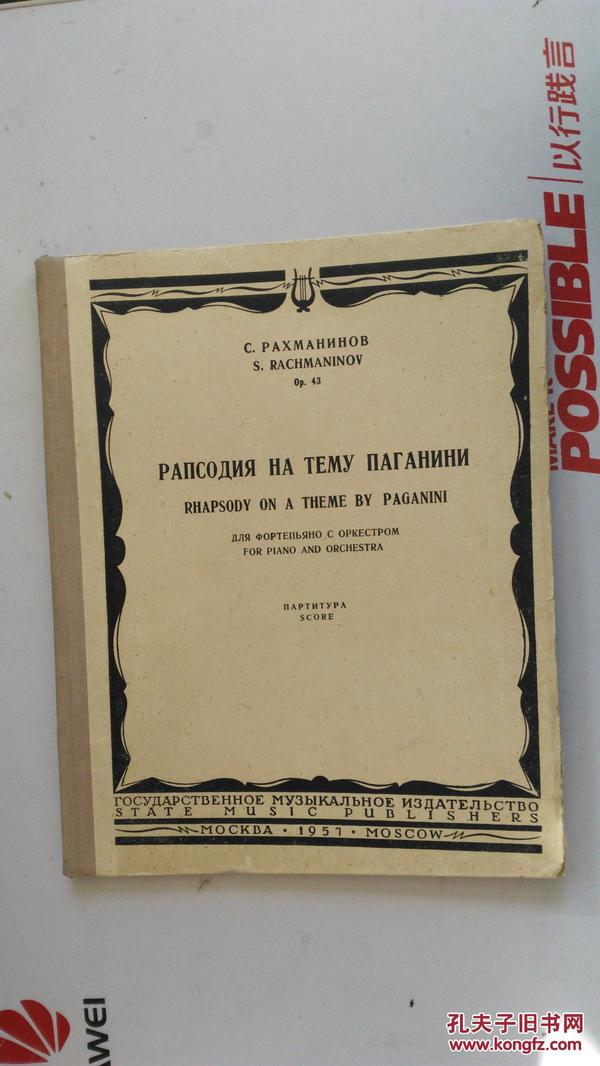 С. РАХМАНИНОВ
S. RACHMANINOV
Op. 43
РАПСОДИЯ НА ТЕМУ ПАГАНИНИ
RHAPSODY ON A THEME BY PAGANINI
ДЛЯ ФОРТЕПЬЯНО С ОРКЕСТРОМ
FOR PIANO AND ORCHESTRA
ПАРТИТУРА
SCORE
ГОСУДАРСТВЕННОЕ МУЗЫКАЛЬНОЕ ИЗДАТЕЛЬСТВО
STATE MUSIC PUBLISHERS
МОСКВА · 1957 · MOSCOW
POSSIBLE 以行践言
AWEI
孔夫子旧书网
www.kongfz.com